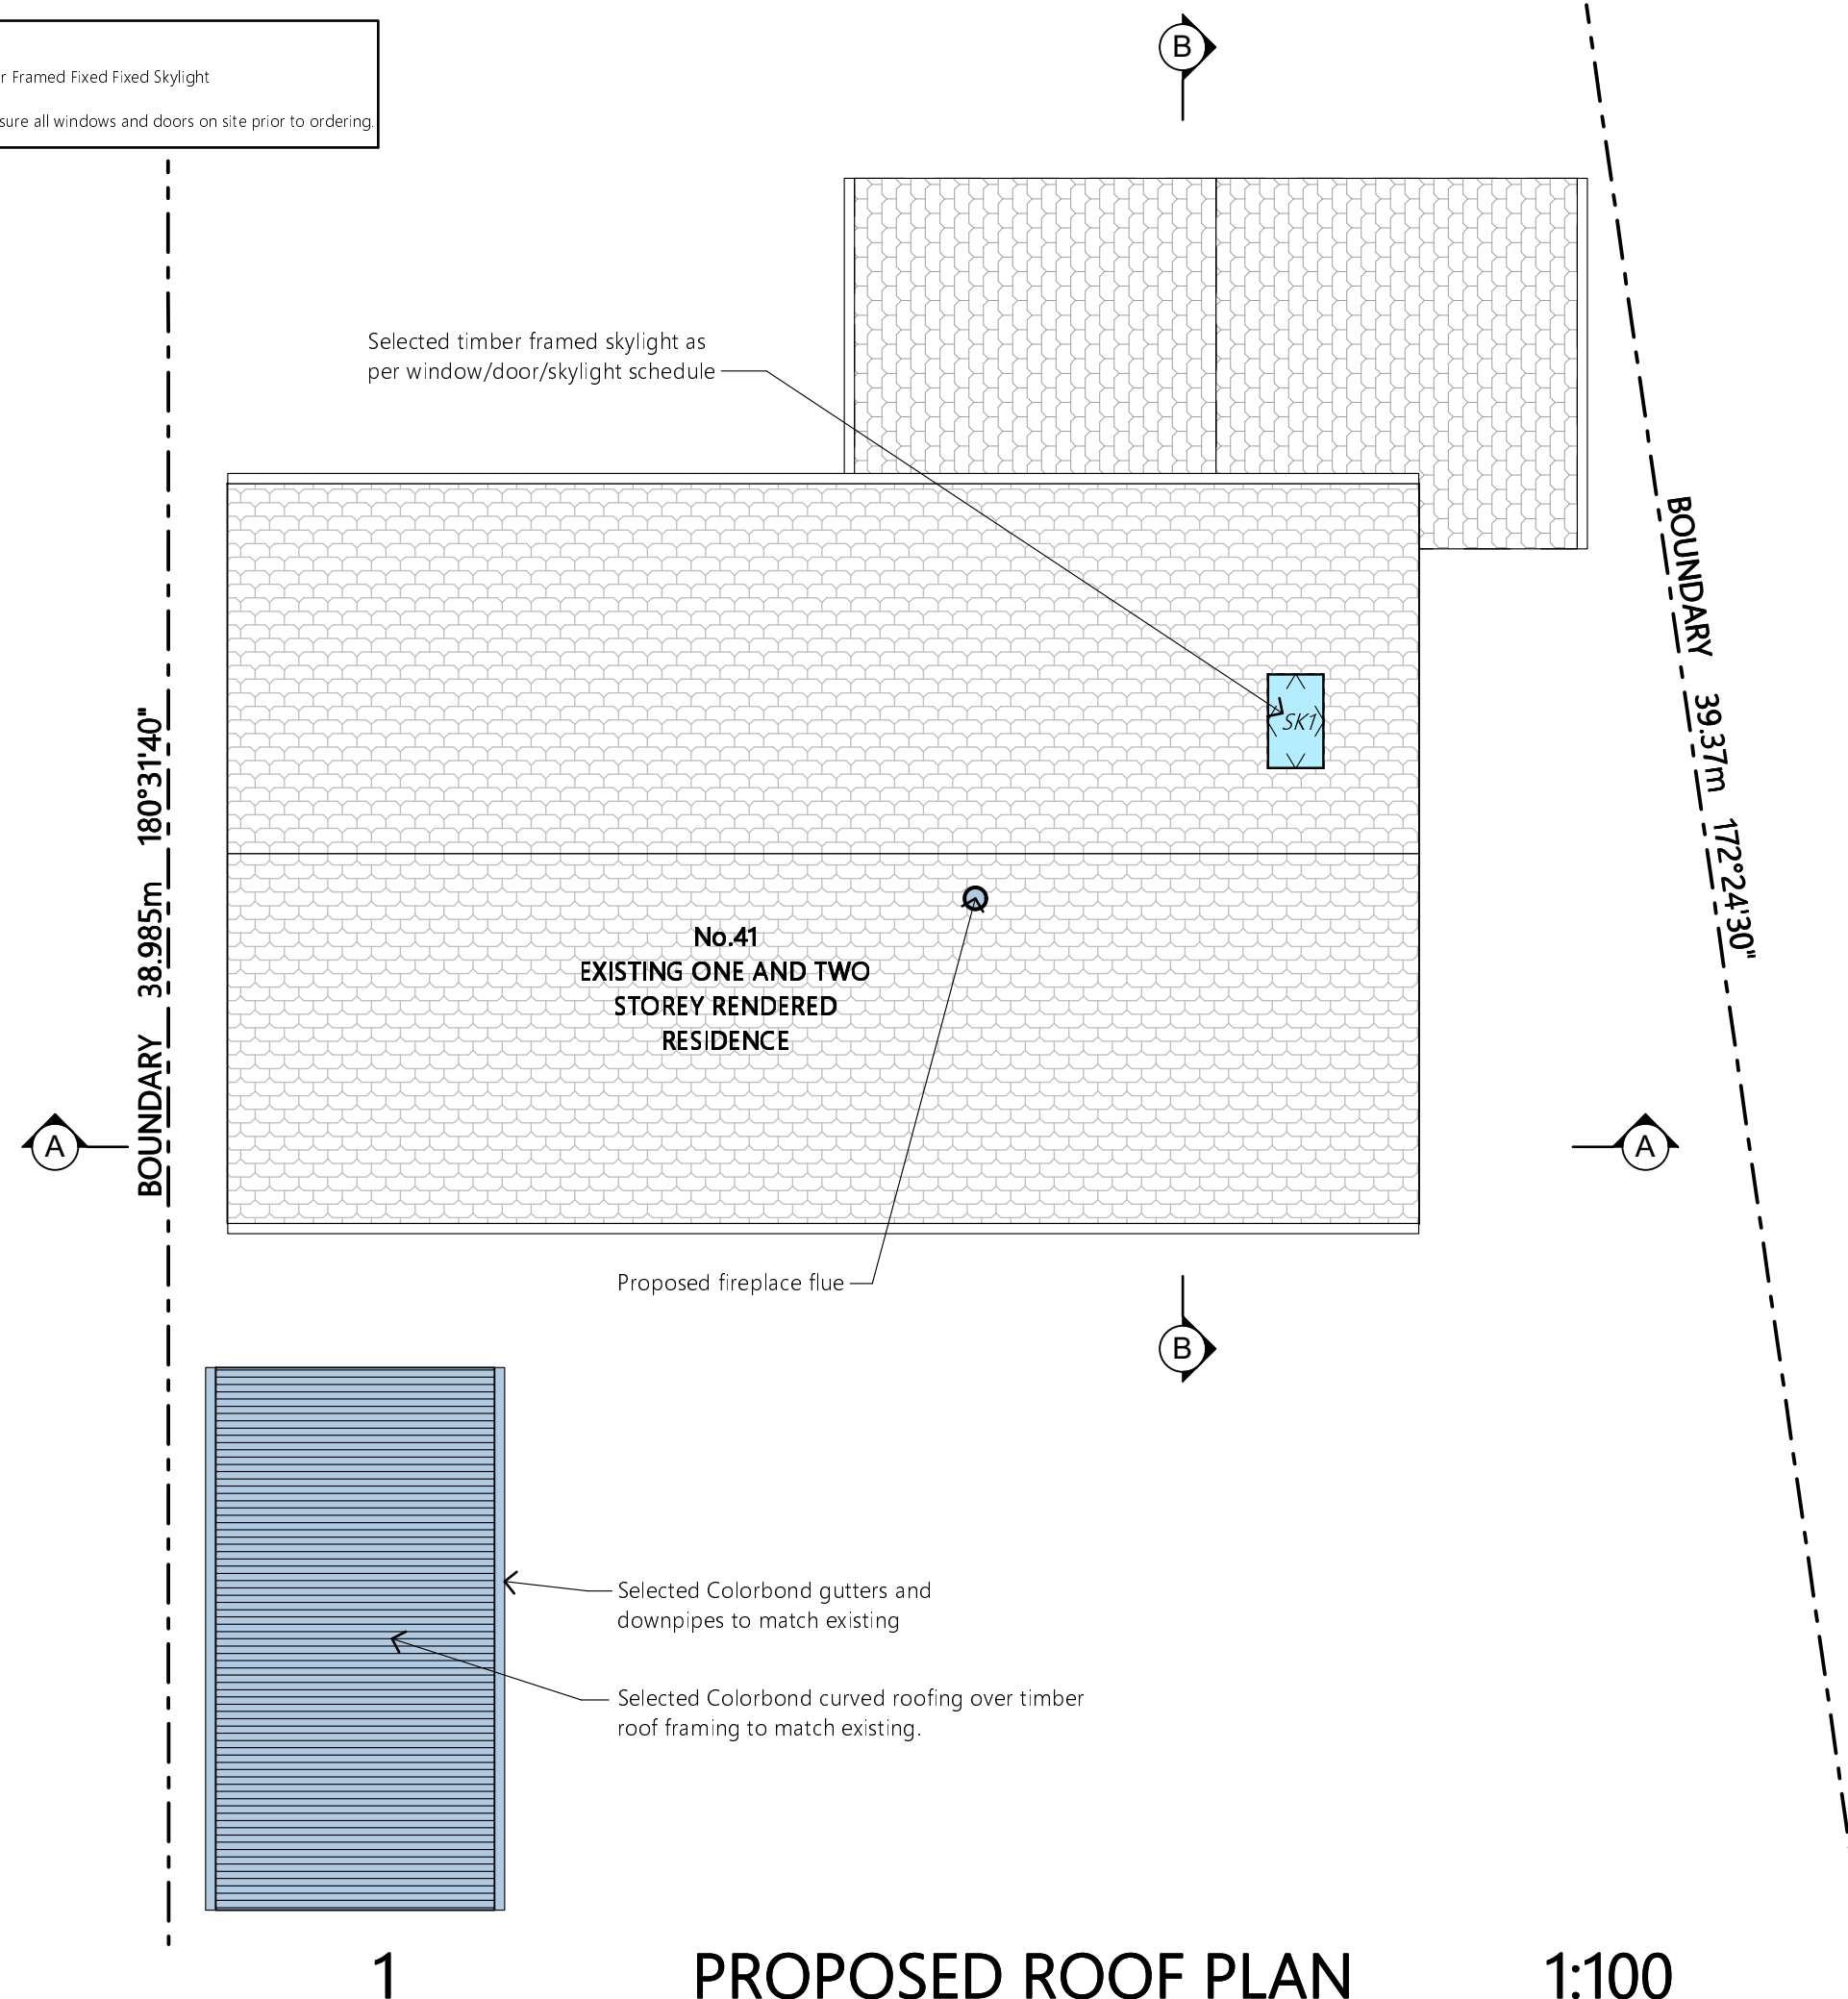 r Framed Fixed Fixed Skylight
sure all windows and doors on site prior to ordering.
B
Selected timber framed skylight as
per window/door/skylight schedule
BOUNDARY 39.37m 172°24'30"
SK1
BOUNDARY 38.985m 180°31'40"
No.41
EXISTING ONE AND TWO
STOREY RENDERED
RESIDENCE
A
A
Proposed fireplace flue
B
Selected Colorbond gutters and
downpipes to match existing
Selected Colorbond curved roofing over timber
roof framing to match existing.
1 PROPOSED ROOF PLAN 1:100